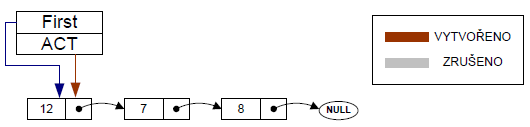 First
ACT
VYTVOŘENO
ZRUŠENO
12 7 8 NULL